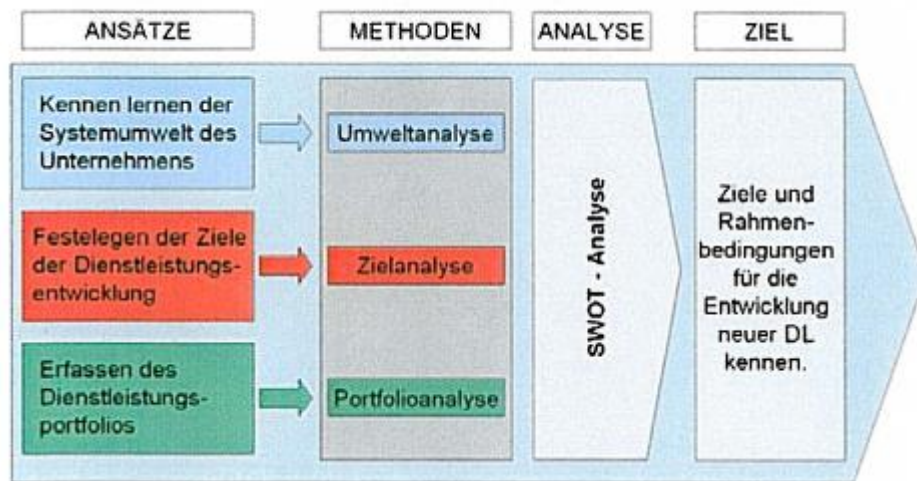 ANSÄTZE
METHODEN
ANALYSE
ZIEL
Kennen lernen der
Systemumwelt des
Unternehmens
Umweltanalyse
Festelegen der Ziele
der Dienstleistungs-
entwicklung
Zielanalyse
Erfassen des
Dienstleistungs-
portfolios
Portfolioanalyse
SWOT - Analyse
Ziele und
Rahmen-
bedingungen
für die
Entwicklung
neuer DL
kennen.